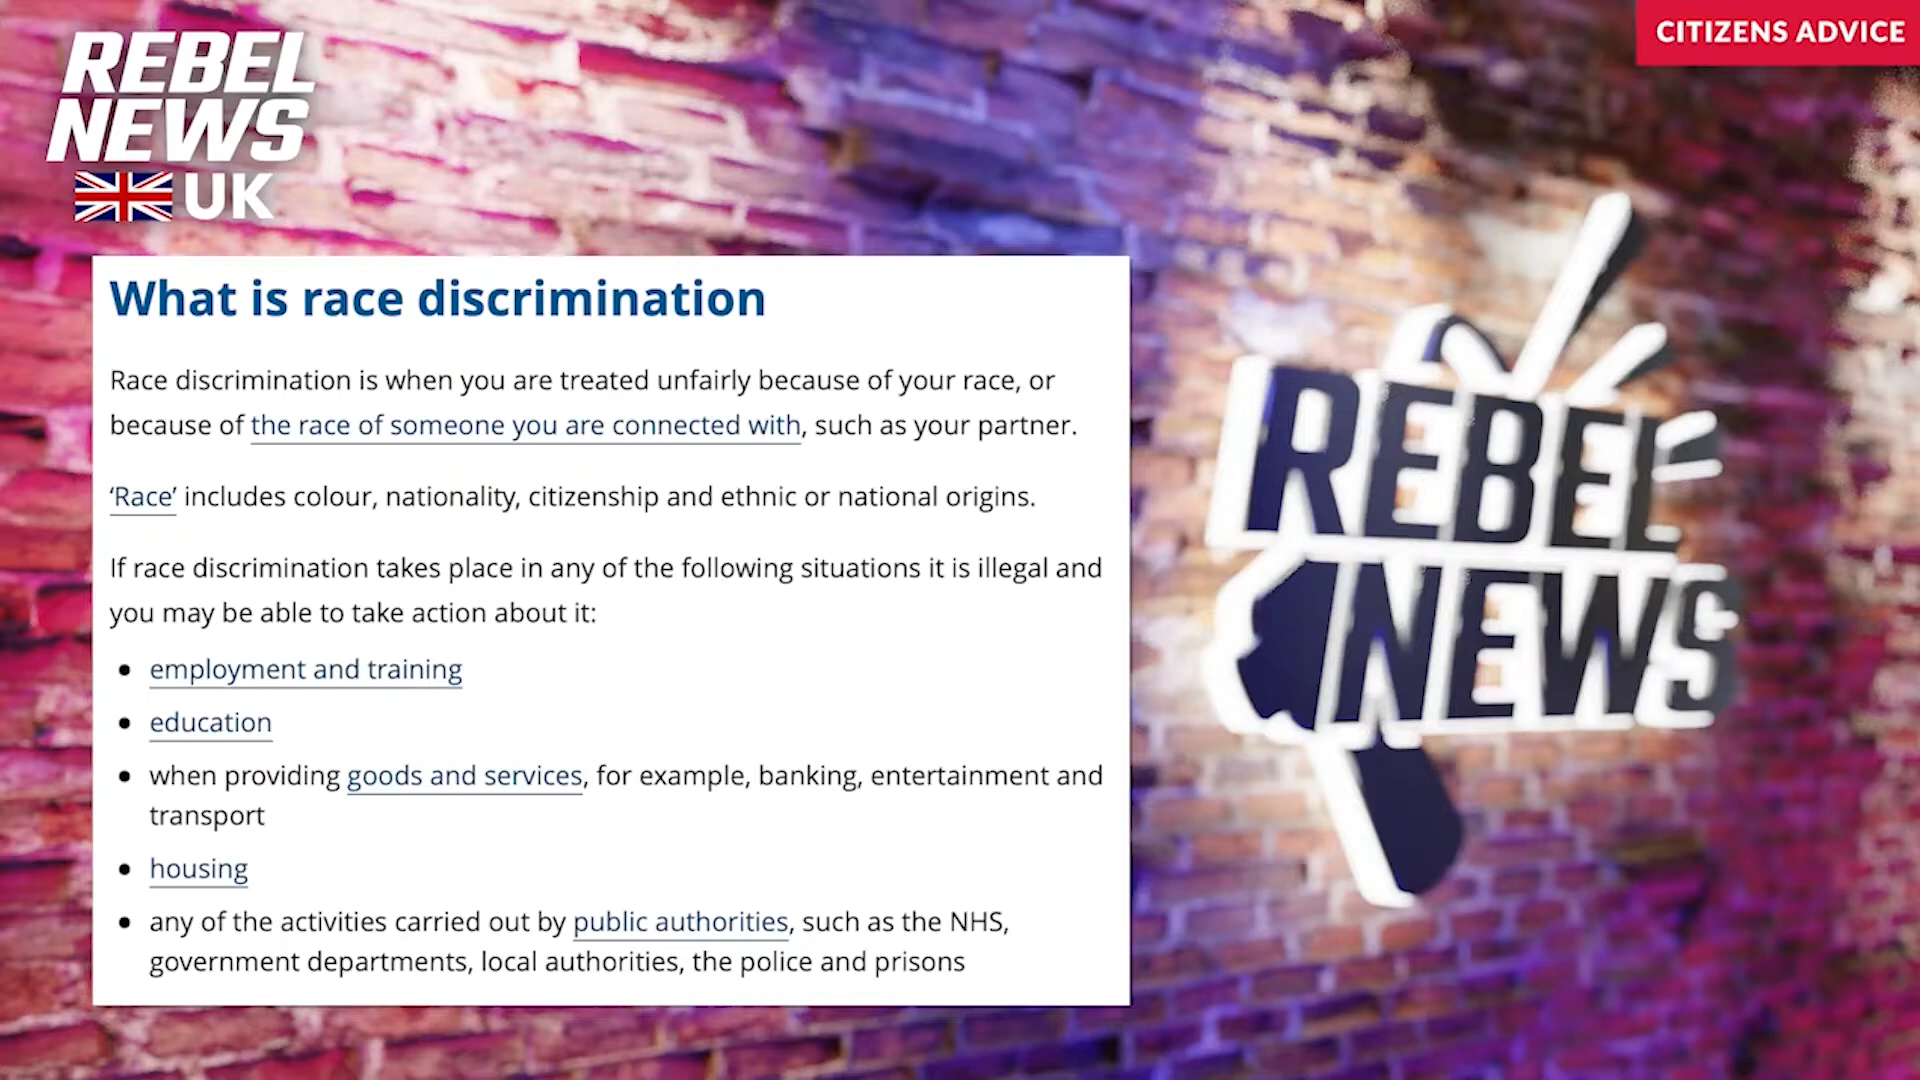 REBEL
NEWS
UK
CITIZENS ADVICE
What is race discrimination
Race discrimination is when you are treated unfairly because of your race, or
because of the race of someone you are connected with, such as your partner.
‘Race’ includes colour, nationality, citizenship and ethnic or national origins.
If race discrimination takes place in any of the following situations it is illegal and
you may be able to take action about it:
• employment and training
• education
• when providing goods and services, for example, banking, entertainment and
transport
• housing
• any of the activities carried out by public authorities, such as the NHS,
government departments, local authorities, the police and prisons
REBEL
NEWS